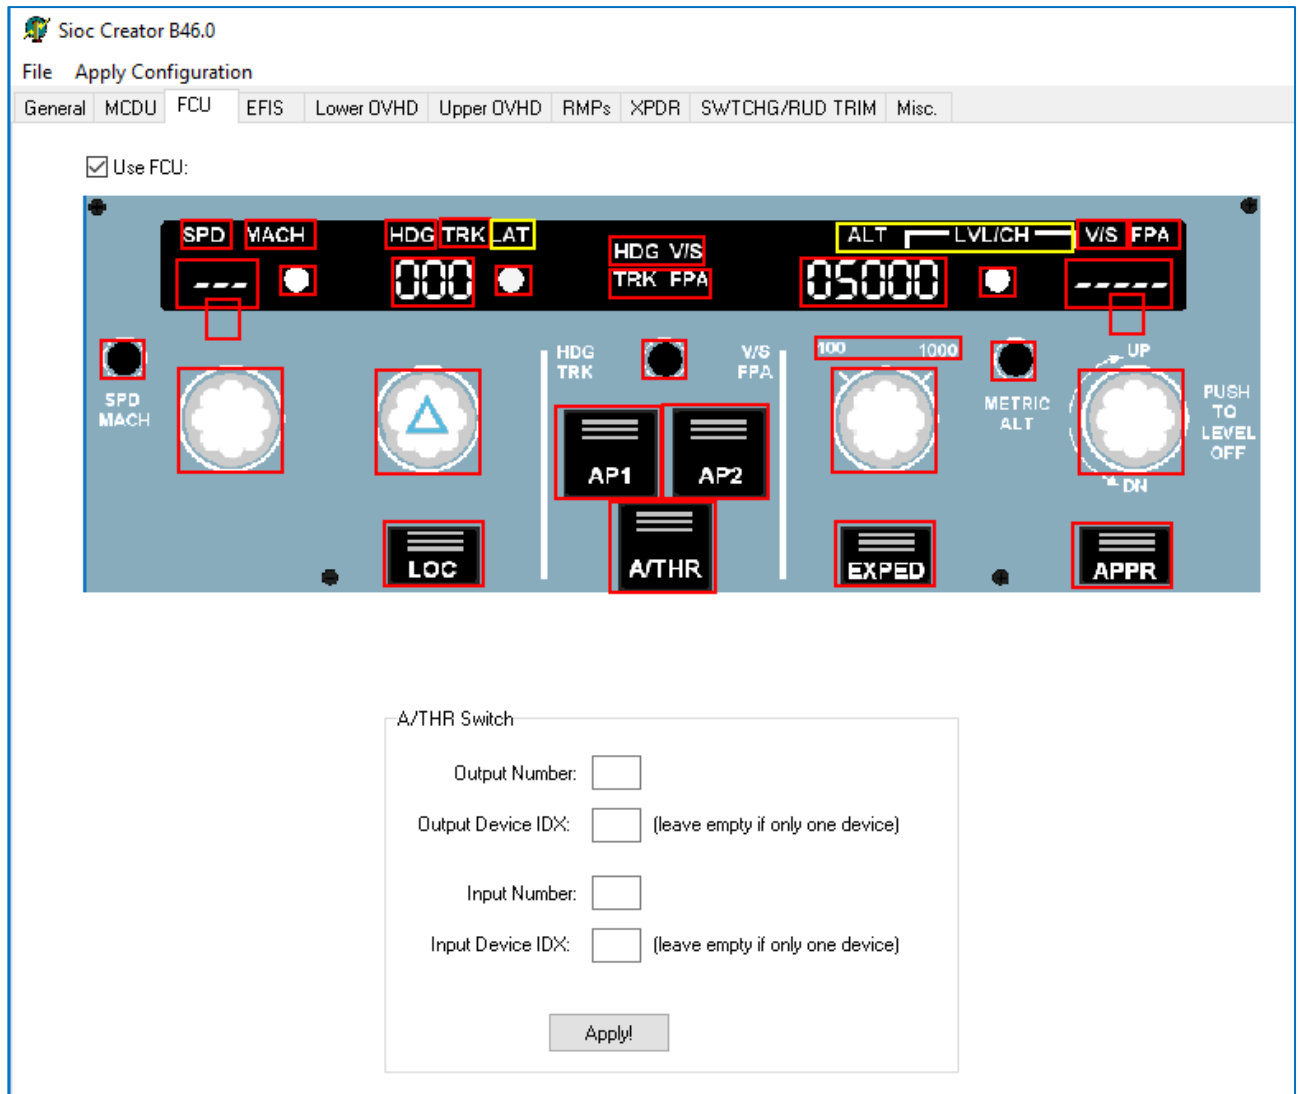 Sioc Creator B46.0
File Apply Configuration
General MCDU FCU EFIS Lower OVHD Upper OVHD RMPs XPDR SWTCHG/RUD TRIM Misc.
Use FCU:
SPD MACH HDG TRK LAT ALT LVL/CH V/S FPA
HDG V/S
--- 000 TRK FPA 05000 -----
HDG V/S 100 1000 UP
TRK FPA
SPD METRIC PUSH
MACH ALT TO
LEVEL
OFF
AP1 AP2 DN
LOC A/THR EXPED APPR
A/THR Switch
Output Number:
Output Device IDX: (leave empty if only one device)
Input Number:
Input Device IDX: (leave empty if only one device)
Apply!